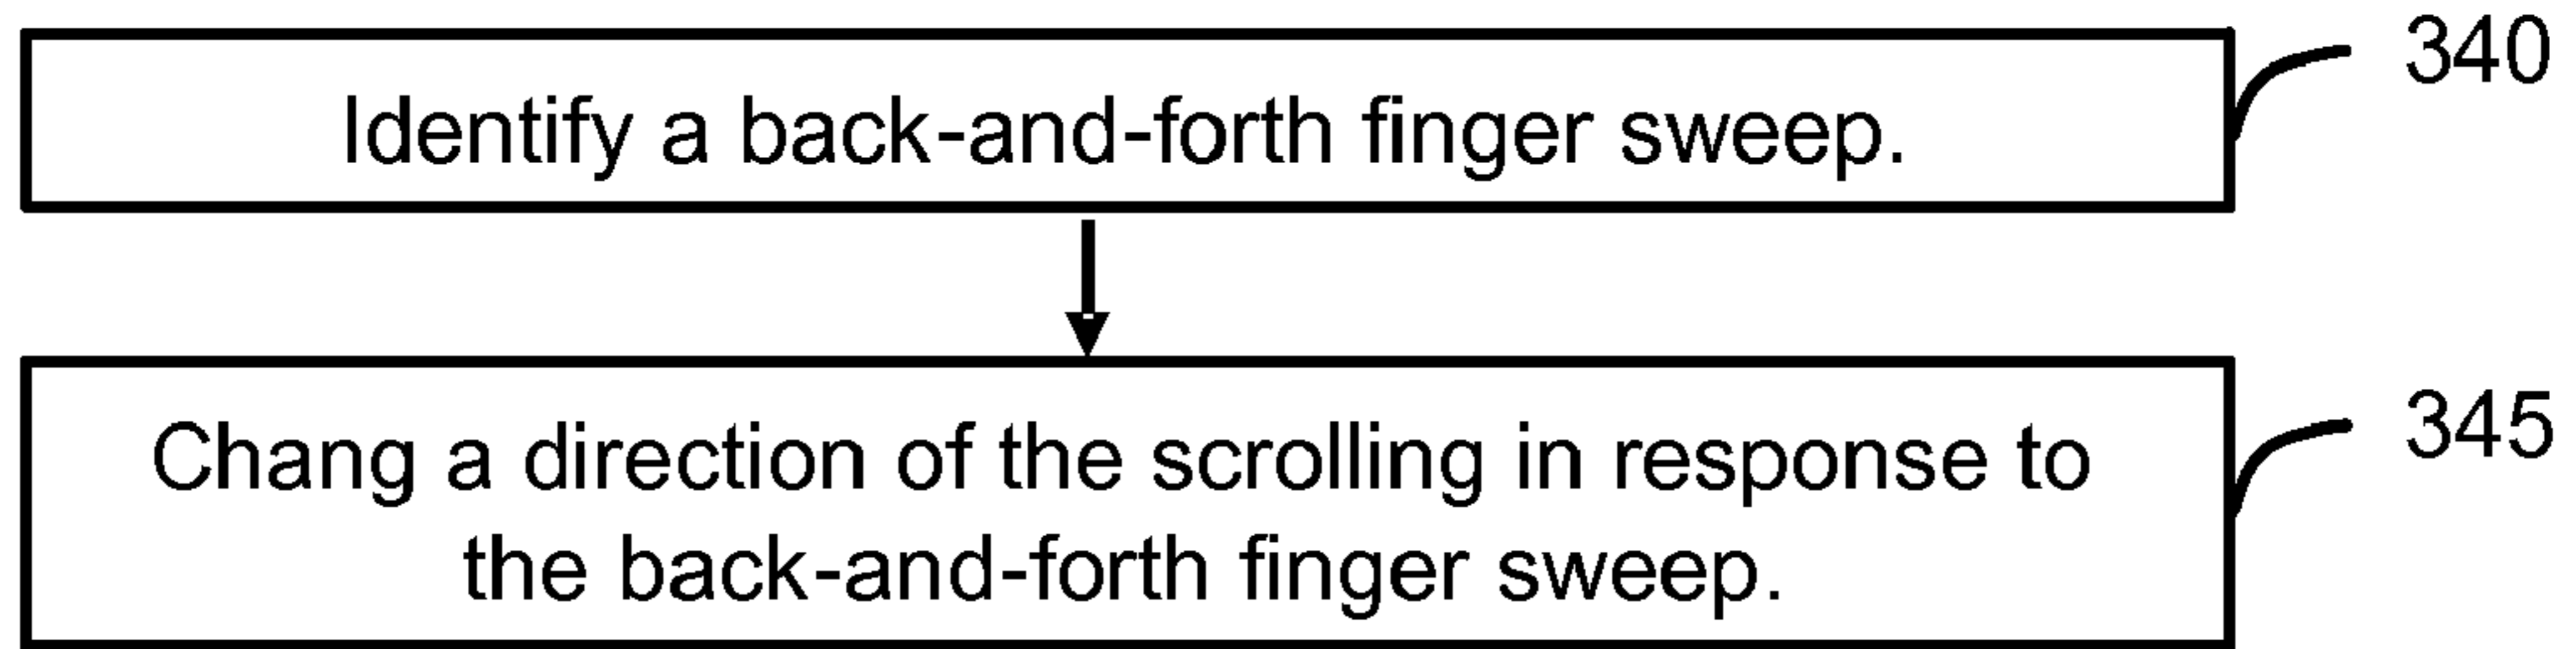 340
Identify a back-and-forth finger sweep.
345
Chang a direction of the scrolling in response to
the back-and-forth finger sweep.